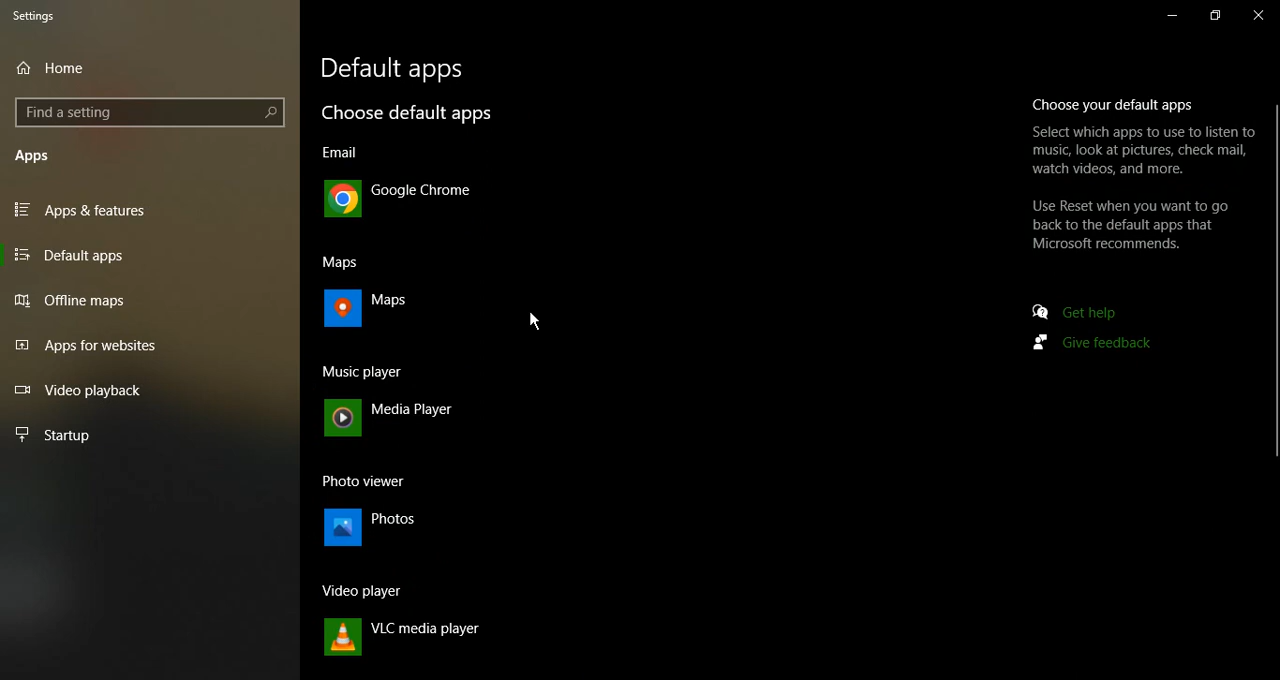 Settings
Home
Find a setting
Apps
Apps & features
Default apps
Offline maps
Apps for websites
Video playback
Startup
Default apps
Choose default apps
Email
Google Chrome
Maps
Maps
Music player
Media Player
Photo viewer
Photos
Video player
VLC media player
Choose your default apps
Select which apps to use to listen to
music, look at pictures, check mail,
watch videos, and more.
Use Reset when you want to go
back to the default apps that
Microsoft recommends.
Get help
Give feedback